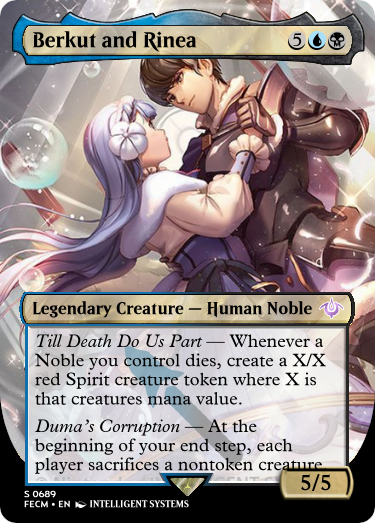 Berkut and Rinea 5
Legendary Creature — Human Noble
Till Death Do Us Part — Whenever a
Noble you control dies, create a X/X
red Spirit creature token where X is
that creatures mana value.
Duma's Corruption — At the
beginning of your end step, each
player sacrifices a nontoken creature.
5/5
S 0689
FECM • EN INTELLIGENT SYSTEMS